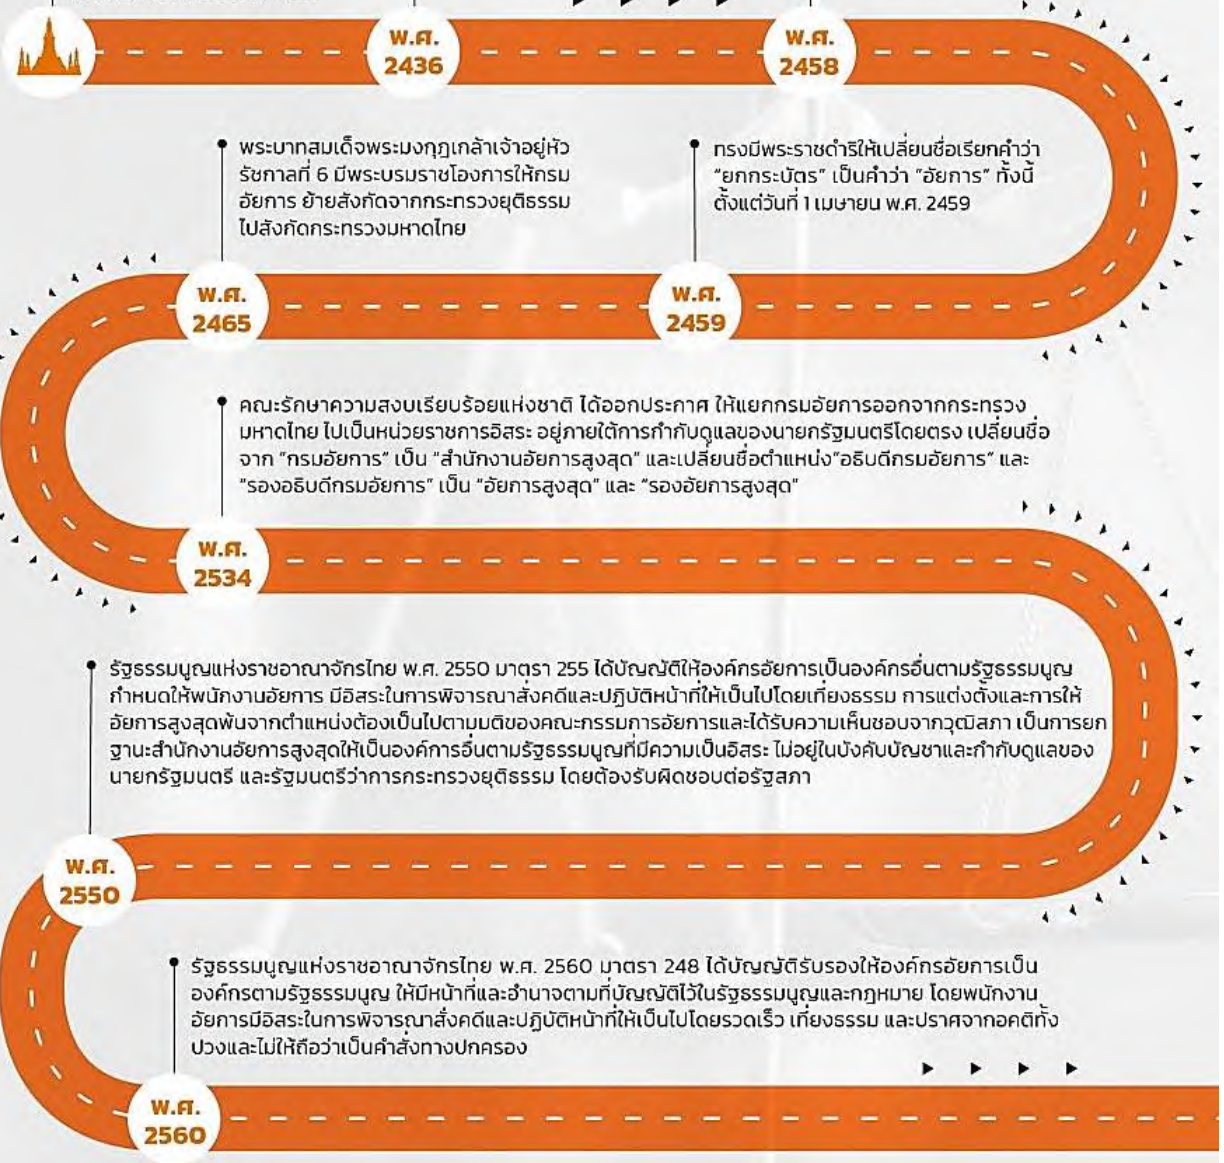 พ.ศ.
2436
พ.ศ.
2458
พระบาทสมเด็จพระมงกุฎเกล้าเจ้าอยู่หัว
รัชกาลที่ 6 มีพระบรมราชโองการให้กรม
อัยการ ย้ายสังกัดจากกระทรวงยุติธรรม
ไปสังกัดกระทรวงมหาดไทย
ทรงมีพระราชดำริให้เปลี่ยนชื่อเรียกคำว่า
"ยกกระบัตร" เป็นคำว่า "อัยการ" ทั้งนี้
ตั้งแต่วันที่ 1 เมษายน พ.ศ. 2459
พ.ศ.
2465
พ.ศ.
2459
คณะรักษาความสงบเรียบร้อยแห่งชาติ ได้ออกประกาศ ให้แยกกรมอัยการออกจากกระทรวง
มหาดไทย ไปเป็นหน่วยราชการอิสระ อยู่ภายใต้การกำกับดูแลของนายกรัฐมนตรีโดยตรง เปลี่ยนชื่อ
จาก "กรมอัยการ" เป็น "สำนักงานอัยการสูงสุด" และเปลี่ยนชื่อตำแหน่ง"อธิบดีกรมอัยการ" และ
"รองอธิบดีกรมอัยการ" เป็น "อัยการสูงสุด" และ "รองอัยการสูงสุด"
พ.ศ.
2534
รัฐธรรมนูญแห่งราชอาณาจักรไทย พ.ศ. 2550 มาตรา 255 ได้บัญญัติให้องค์กรอัยการเป็นองค์กรอื่นตามรัฐธรรมนูญ
กำหนดให้พนักงานอัยการ มีอิสระในการพิจารณาสั่งคดีและปฏิบัติหน้าที่ให้เป็นไปโดยเที่ยงธรรม การแต่งตั้งและการให้
อัยการสูงสุดพ้นจากตำแหน่งต้องเป็นไปตามมติของคณะกรรมการอัยการและได้รับความเห็นชอบจากวุฒิสภา เป็นการยก
ฐานะสำนักงานอัยการสูงสุดให้เป็นองค์การอื่นตามรัฐธรรมนูญที่มีความเป็นอิสระ ไม่อยู่ในบังคับบัญชาและกำกับดูแลของ
นายกรัฐมนตรี และรัฐมนตรีว่าการกระทรวงยุติธรรม โดยต้องรับผิดชอบต่อรัฐสภา
พ.ศ.
2550
รัฐธรรมนูญแห่งราชอาณาจักรไทย พ.ศ. 2560 มาตรา 248 ได้บัญญัติรับรองให้องค์กรอัยการเป็น
องค์กรตามรัฐธรรมนูญ ให้มีหน้าที่และอำนาจตามที่บัญญัติไว้ในรัฐธรรมนูญและกฎหมาย โดยพนักงาน
อัยการมีอิสระในการพิจารณาสั่งคดีและปฏิบัติหน้าที่ให้เป็นไปโดยรวดเร็ว เที่ยงธรรม และปราศจากอคติทั้ง
ปวงและไม่ให้ถือว่าเป็นคำสั่งทางปกครอง
พ.ศ.
2560